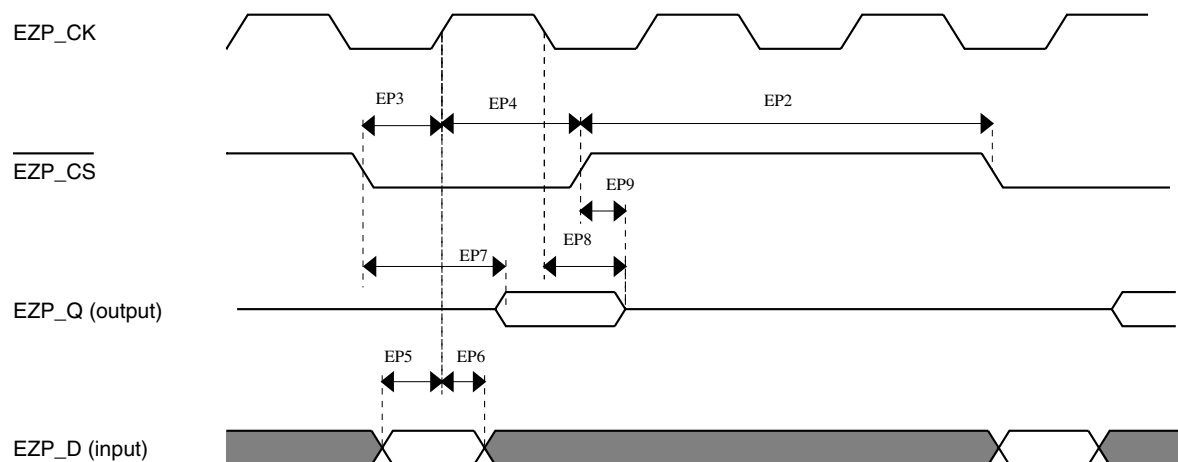 EZP_CK
EP3
EP4
EP2
EZP_CS
EP9
EP8
EP7
EZP_Q (output)
EP5
EP6
EZP_D (input)